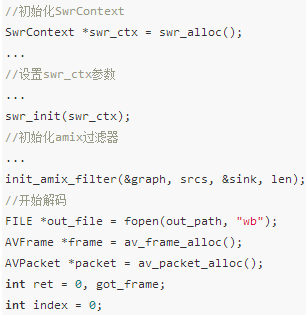 //初始化SwrContext
SwrContext *swr_ctx = swr_alloc();
...
//设置swr_ctx参数
...
swr_init(swr_ctx);
//初始化amix过滤器
...
init_amix_filter(&graph, srcs, &sink, len);
//开始解码
FILE *out_file = fopen(out_path, "wb");
AVFrame *frame = av_frame_alloc();
AVPacket *packet = av_packet_alloc();
int ret = 0, got_frame;
int index = 0;